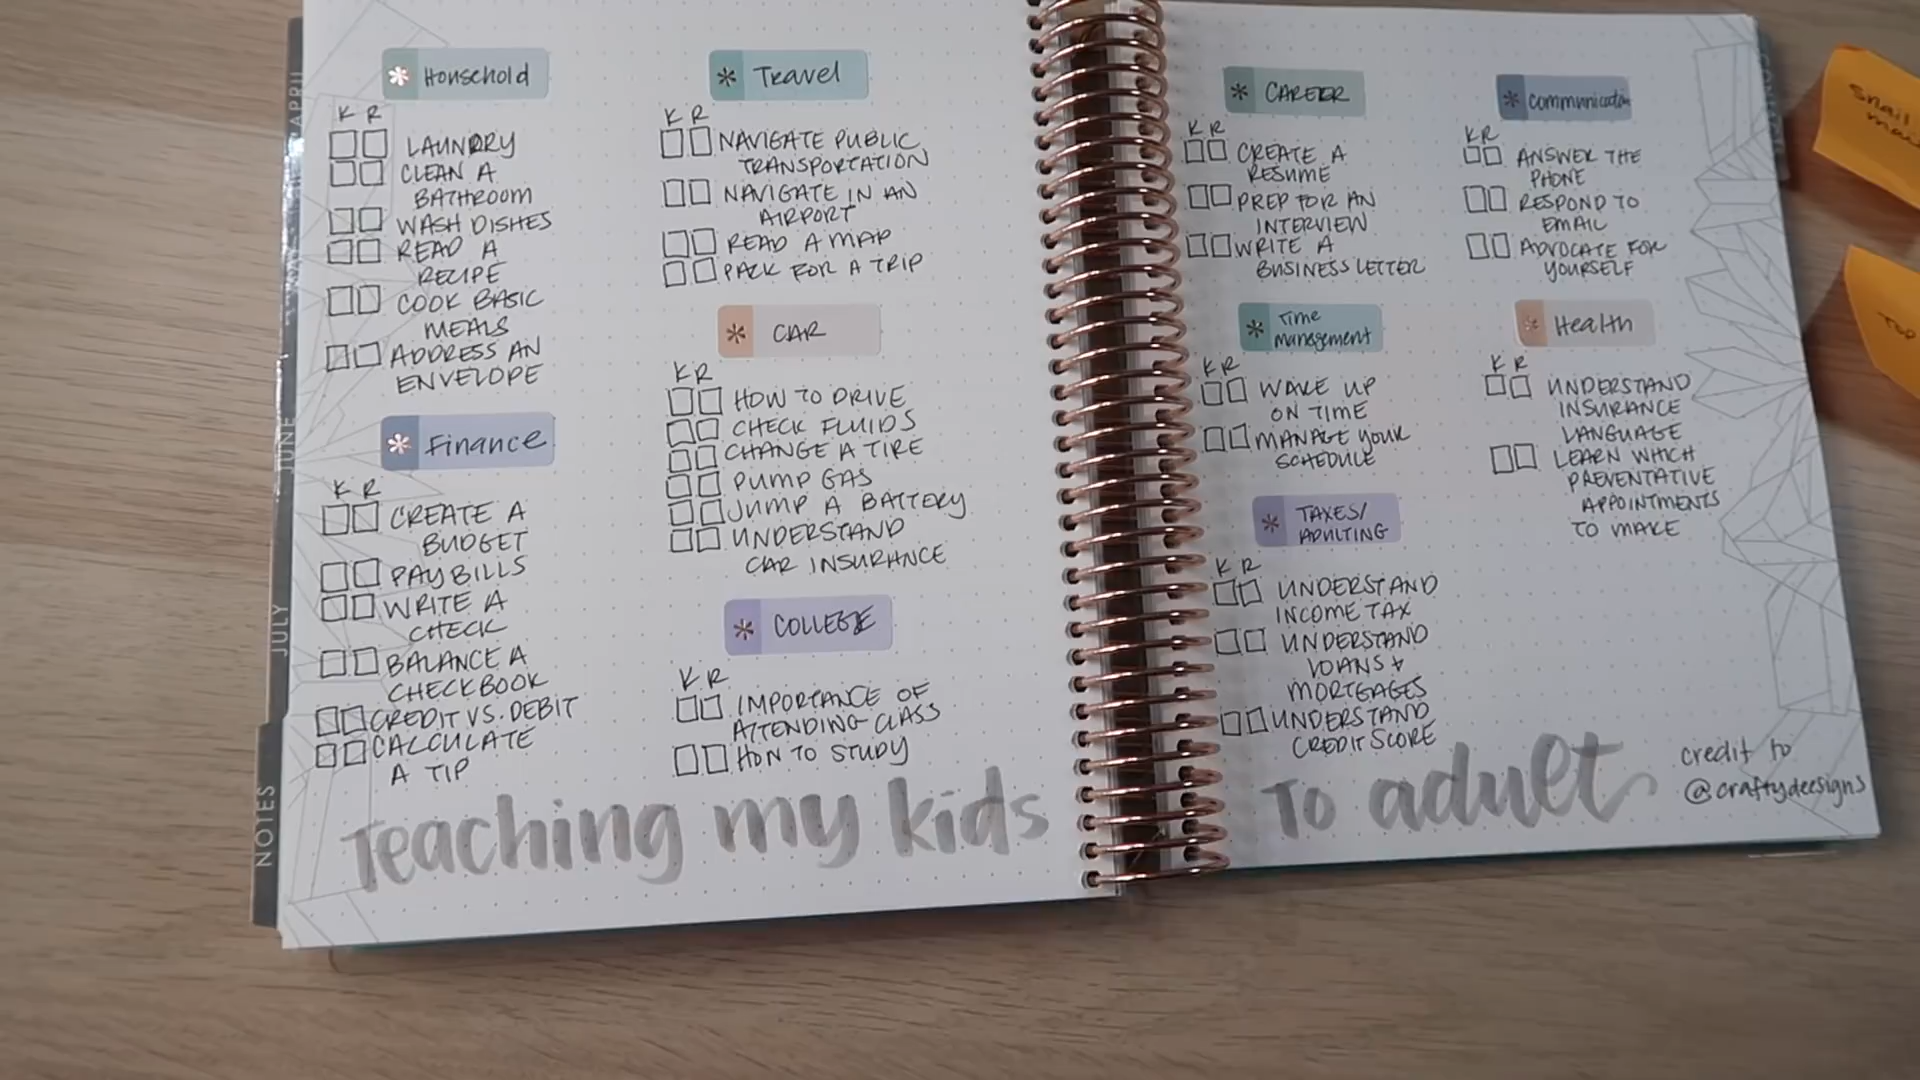 APRIL
JUNE
JULY
NOTES
* Household
K R
LAUNDRY
CLEAN A
BATHROOM
WASH DISHES
READ A
RECIPE
COOK BASIC
MEALS
ADDRESS AN
ENVELOPE
* Finance
K R
CREATE A
BUDGET
PAY BILLS
WRITE A
CHECK
BALANCE A
CHECKBOOK
CREDIT VS. DEBIT
CALCULATE
A TIP
* Travel
K R
NAVIGATE PUBLIC
TRANSPORTATION
NAVIGATE IN AN
AIRPORT
READ A MAP
PACK FOR A TRIP
* CAR
K R
HOW TO DRIVE
CHECK FLUIDS
CHANGE A TIRE
PUMP GAS
JUMP A BATTERY
UNDERSTAND
CAR INSURANCE
* COLLEGE
K R
IMPORTANCE OF
ATTENDING CLASS
HOW TO STUDY
Teaching my kids
* CAREER
K R
CREATE A
RESUME
PREP FOR AN
INTERVIEW
WRITE A
BUSINESS LETTER
* Time
management
K R
WAKE UP
ON TIME
MANAGE YOUR
SCHEDULE
* TAXES/
ADULTING
K R
UNDERSTAND
INCOME TAX
UNDERSTAND
LOANS +
MORTGAGES
UNDERSTAND
CREDIT SCORE
* communication
K R
ANSWER THE
PHONE
RESPOND TO
EMAIL
ADVOCATE FOR
YOURSELF
* Health
K R
UNDERSTAND
INSURANCE
LANGUAGE
LEARN WHICH
PREVENTATIVE
APPOINTMENTS
TO MAKE
To adult
credit to
@craftydeesigns
Snail
mai
Top